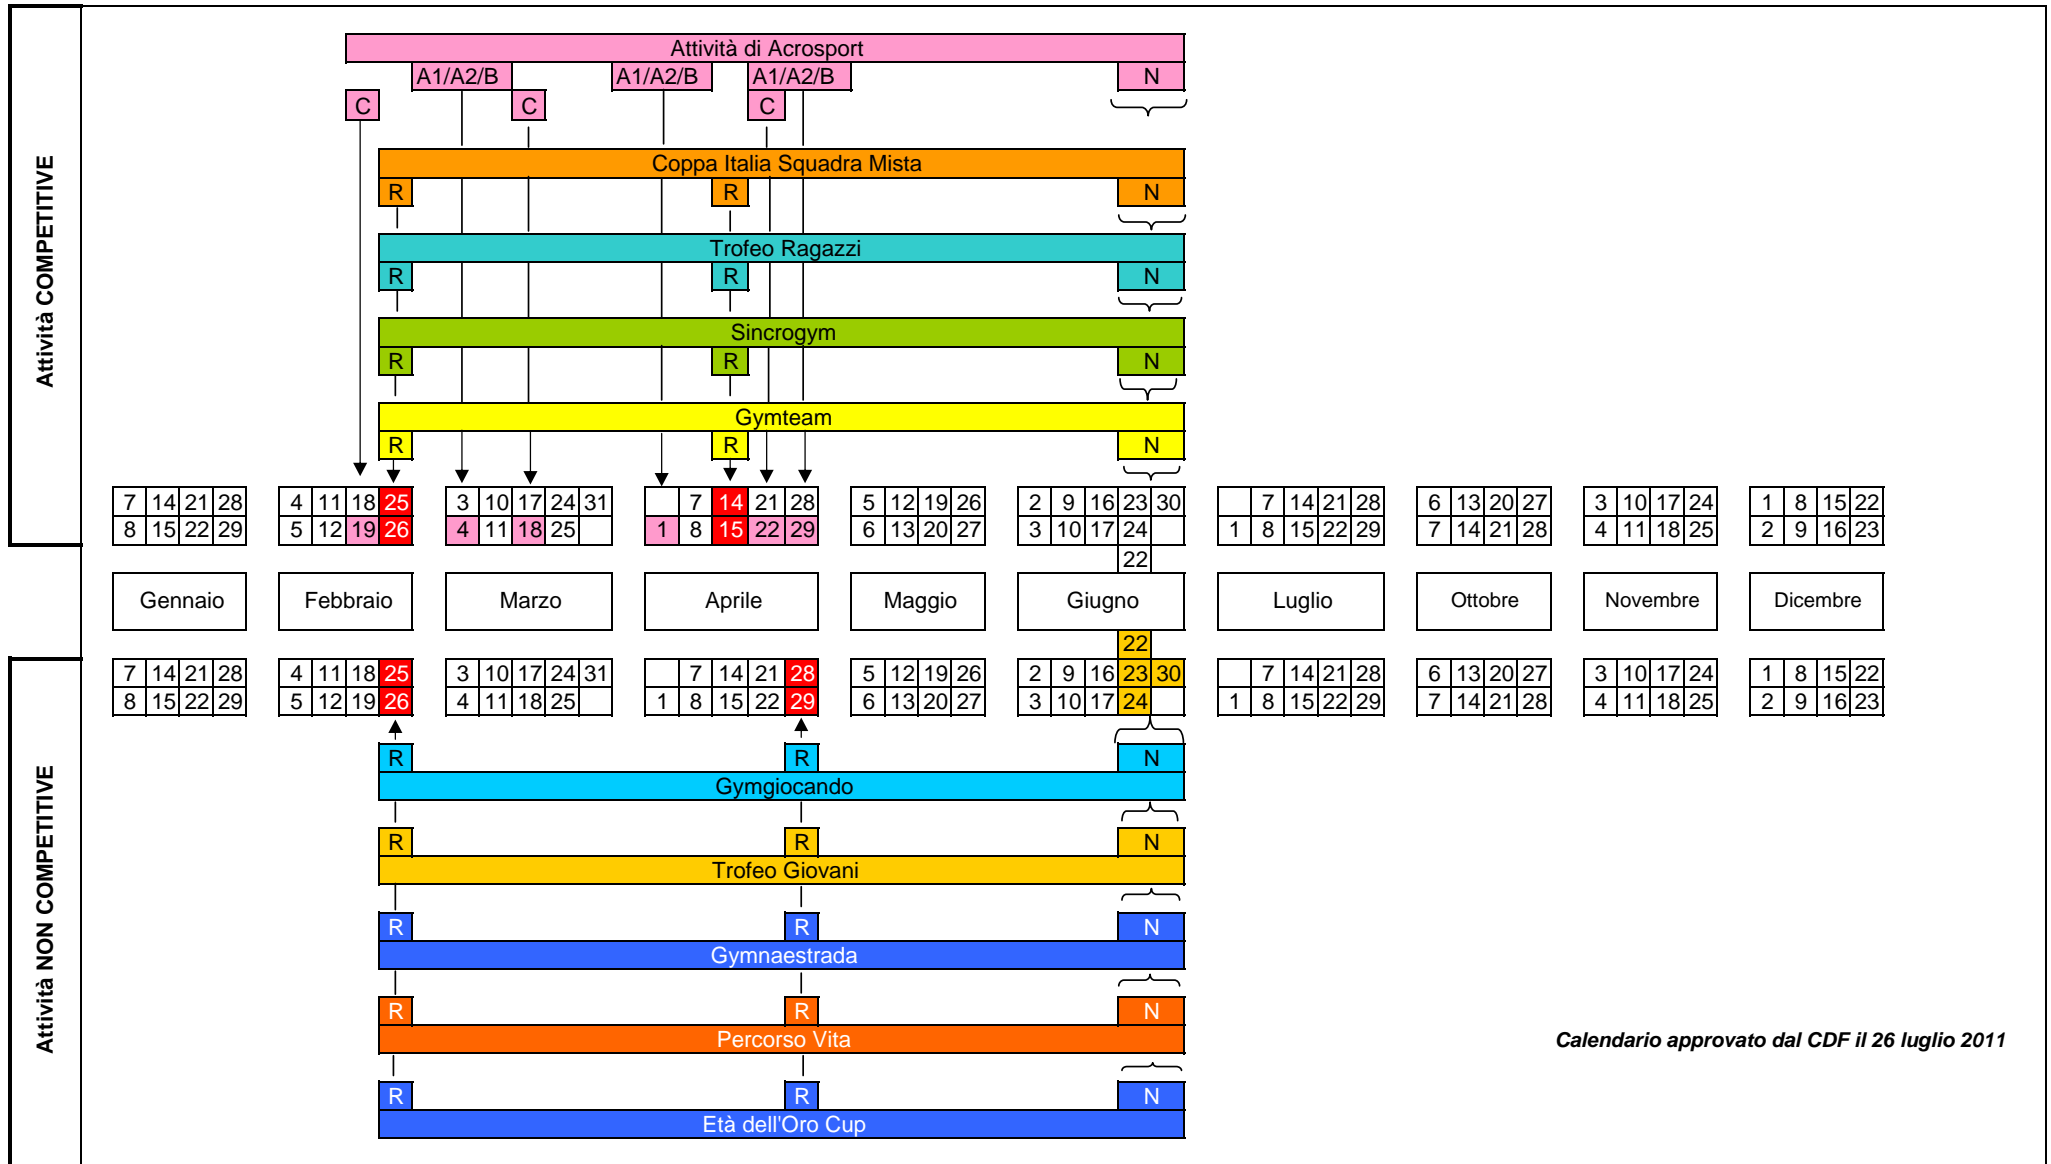 Attività COMPETITIVE
Attività di Acrosport
A1/A2/B A1/A2/B A1/A2/B N
C C C
Coppa Italia Squadra Mista
R R N
Trofeo Ragazzi
R R N
Sincrogym
R R N
Gymteam
R R N
7 14 21 28 4 11 18 25 3 10 17 24 31 7 14 21 28 5 12 19 26 2 9 16 23 30 7 14 21 28 6 13 20 27 3 10 17 24 1 8 15 22
8 15 22 29 5 12 19 26 4 11 18 25 1 8 15 22 29 6 13 20 27 3 10 17 24 1 8 15 22 29 7 14 21 28 4 11 18 25 2 9 16 23
22
Gennaio Febbraio Marzo Aprile Maggio Giugno Luglio Ottobre Novembre Dicembre
Attività NON COMPETITIVE
22
7 14 21 28 4 11 18 25 3 10 17 24 31 7 14 21 28 5 12 19 26 2 9 16 23 30 7 14 21 28 6 13 20 27 3 10 17 24 1 8 15 22
8 15 22 29 5 12 19 26 4 11 18 25 1 8 15 22 29 6 13 20 27 3 10 17 24 1 8 15 22 29 7 14 21 28 4 11 18 25 2 9 16 23
R R N
Gymgiocando
R R N
Trofeo Giovani
R R N
Gymnaestrada
R R N
Percorso Vita
Calendario approvato dal CDF il 26 luglio 2011
R R N
Età dell'Oro Cup